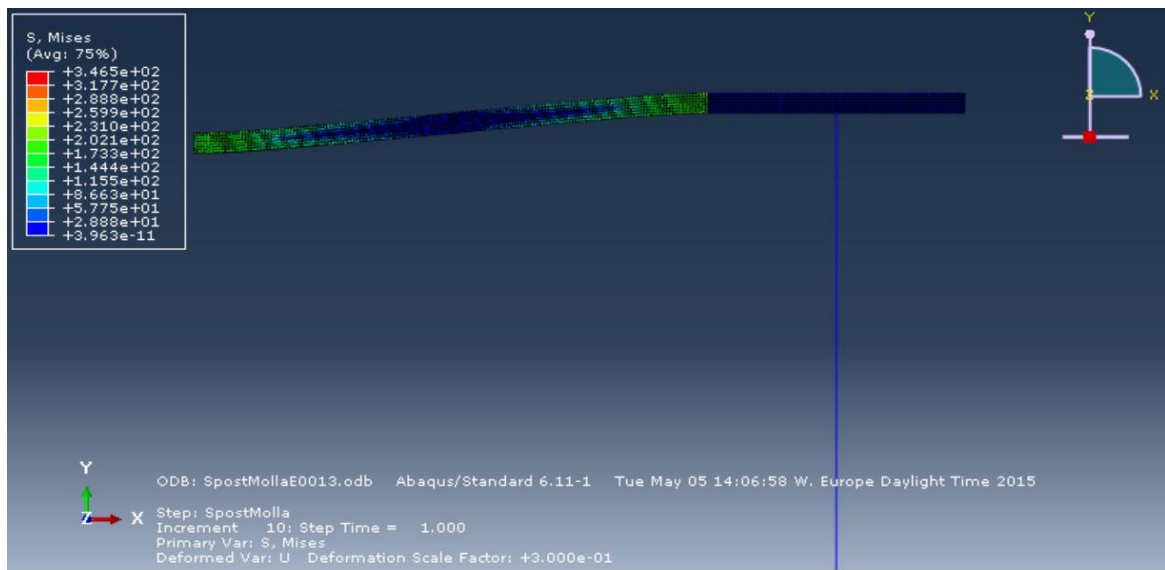 S, Mises
(Avg: 75%)
+3.465e+02
+3.177e+02
+2.888e+02
+2.599e+02
+2.310e+02
+2.021e+02
+1.733e+02
+1.444e+02
+1.155e+02
+8.663e+01
+5.775e+01
+2.888e+01
+3.963e-11
Y
Z X
Y
Z X
ODB: SpostMollaE0013.odb Abaqus/Standard 6.11-1 Tue May 05 14:06:58 W. Europe Daylight Time 2015
Step: SpostMolla
Increment 10: Step Time = 1.000
Primary Var: S, Mises
Deformed Var: U Deformation Scale Factor: +3.000e-01